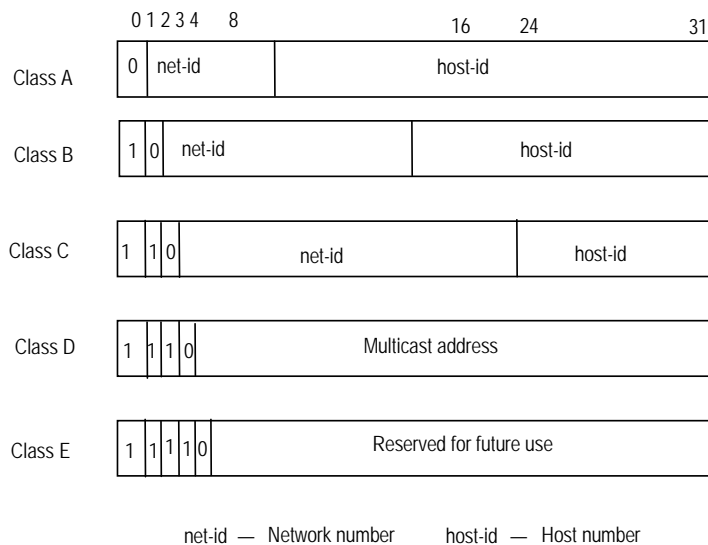 0 1 2 3 4 8 16 24 31
Class A 0 net-id host-id
Class B 1 0 net-id host-id
Class C 1 1 0 net-id host-id
Class D 1 1 1 0 Multicast address
Class E 1 1 1 1 0 Reserved for future use
net-id — Network number host-id — Host number